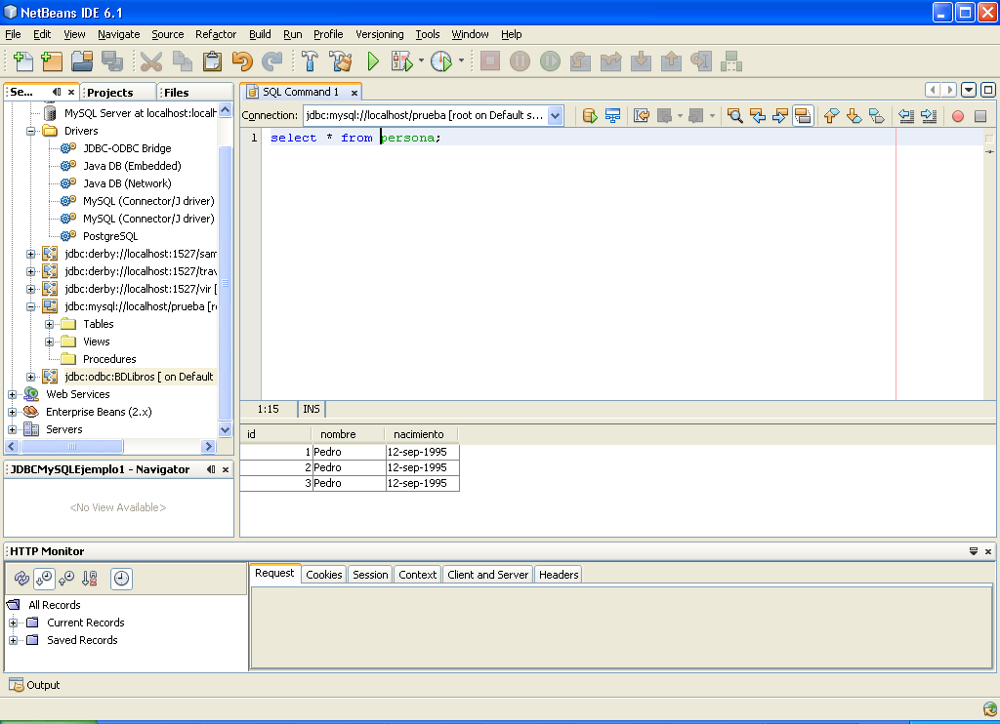 NetBeans IDE 6.1
File Edit View Navigate Source Refactor Build Run Profile Versioning Tools Window Help
Se... Projects Files
MySQL Server at localhost:localh
Drivers
JDBC-ODBC Bridge
Java DB (Embedded)
Java DB (Network)
MySQL (Connector/J driver)
MySQL (Connector/J driver)
PostgreSQL
jdbc:derby://localhost:1527/sam
jdbc:derby://localhost:1527/trav
jdbc:derby://localhost:1527/vir [
jdbc:mysql://localhost/prueba [ro
Tables
Views
Procedures
jdbc:odbc:BDLibros [ on Default
Web Services
Enterprise Beans (2.x)
Servers
SQL Command 1
Connection: jdbc:mysql://localhost/prueba [root on Default s...
1 select * from persona;
1:15 INS
id nombre nacimiento
1 Pedro 12-sep-1995
2 Pedro 12-sep-1995
3 Pedro 12-sep-1995
JDBCMySQLEjemplo1 - Navigator
<No View Available>
HTTP Monitor
All Records
Current Records
Saved Records
Request Cookies Session Context Client and Server Headers
Output